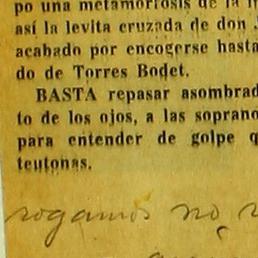 po una metamorfosis de la
así la levita cruzada de don
acabado por encogerse hasta
do de Torres Bodet.
BASTA repasar asombrad
to de los ojos, a las soprano
para entender de golpe q
teutonas.
rogamos no